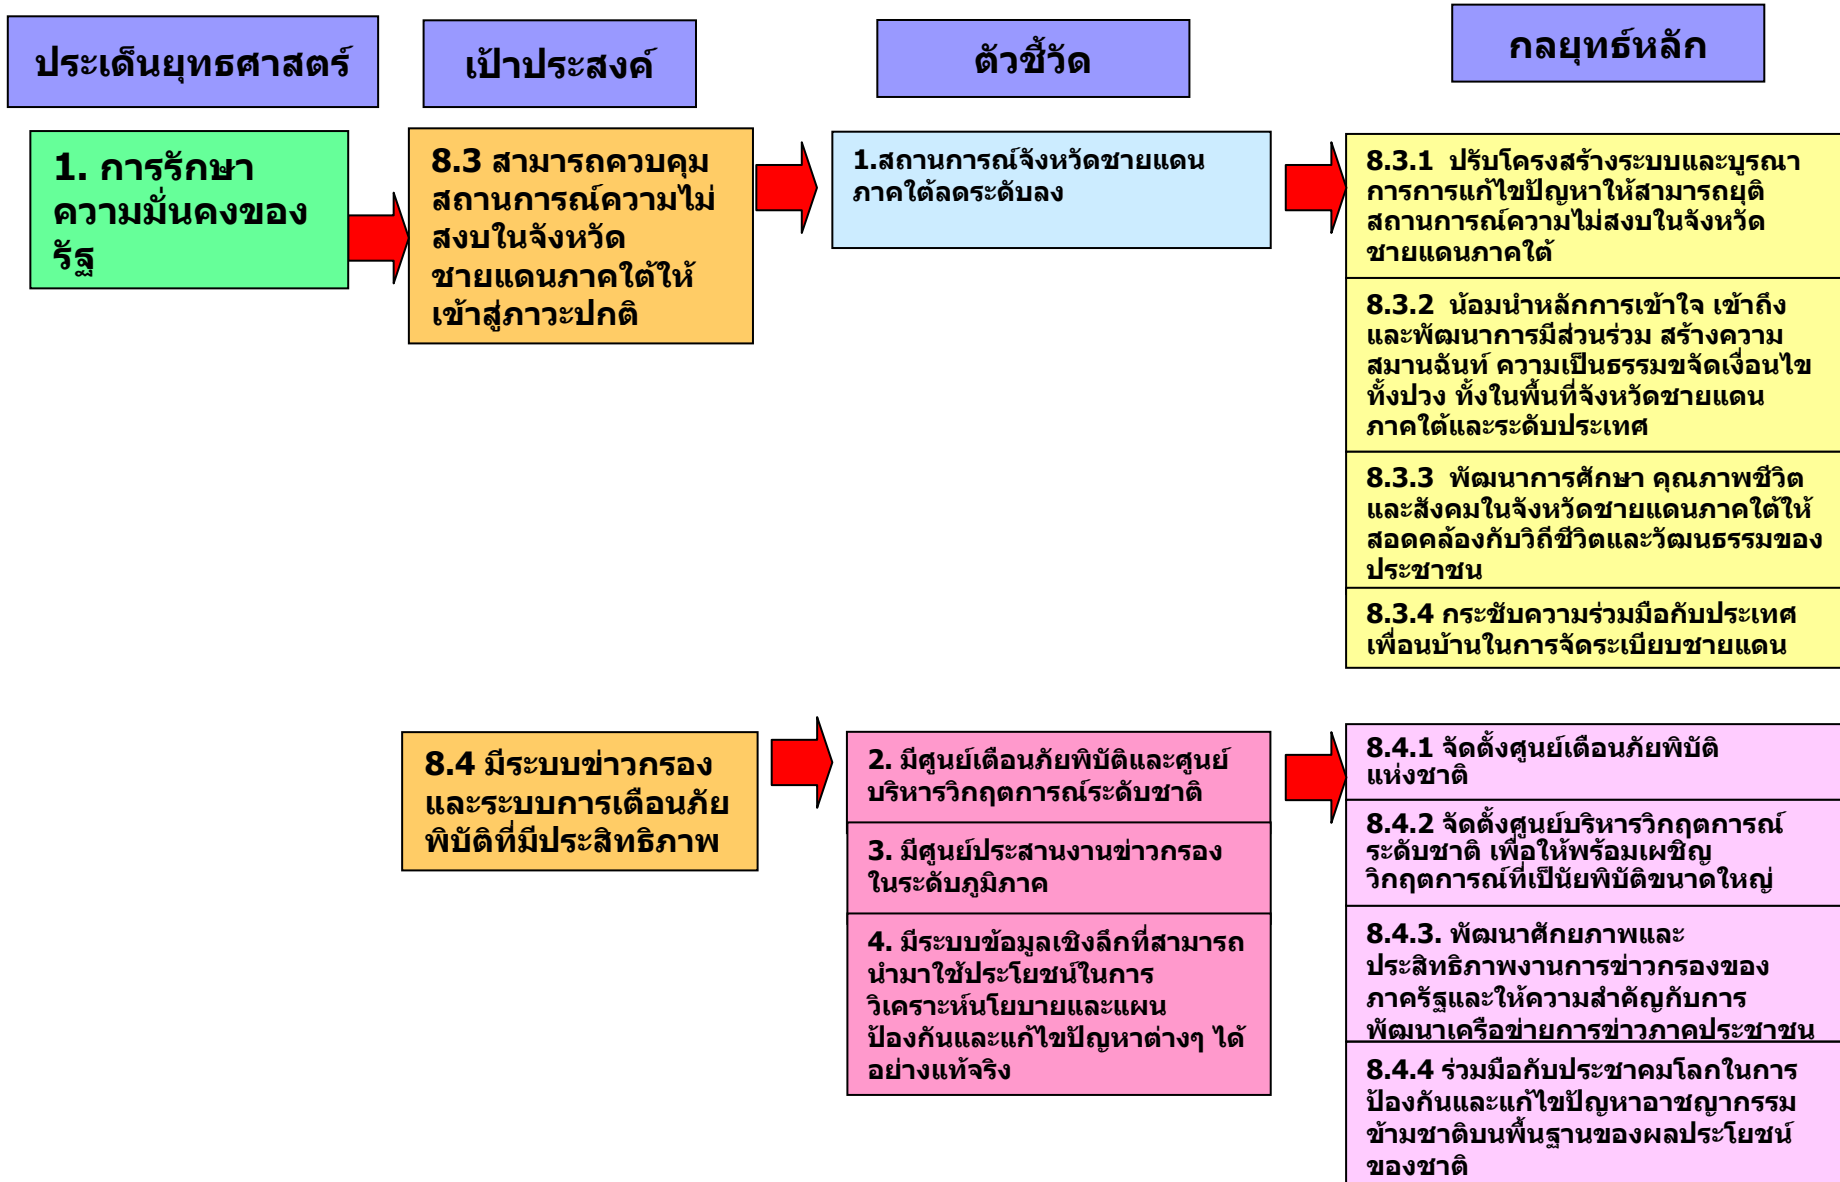 ประเด็นยุทธศาสตร์
เป้าประสงค์
ตัวชี้วัด
กลยุทธ์หลัก
1. การรักษา
ความมั่นคงของ
รัฐ
8.3 สามารถควบคุม
สถานการณ์ความไม่
สงบในจังหวัด
ชายแดนภาคใต้ให้
เข้าสู่ภาวะปกติ
1.สถานการณ์จังหวัดชายแดน
ภาคใต้ลดระดับลง
8.3.1 ปรับโครงสร้างระบบและบูรณา
การการแก้ไขปัญหาให้สามารถยุติ
สถานการณ์ความไม่สงบในจังหวัด
ชายแดนภาคใต้
8.3.2 น้อมนำหลักการเข้าใจ เข้าถึง
และพัฒนาการมีส่วนร่วม สร้างความ
สมานฉันท์ ความเป็นธรรมขจัดเงื่อนไข
ทั้งปวง ทั้งในพื้นที่จังหวัดชายแดน
ภาคใต้และระดับประเทศ
8.3.3 พัฒนาการศึกษา คุณภาพชีวิต
และสังคมในจังหวัดชายแดนภาคใต้ให้
สอดคล้องกับวิถีชีวิตและวัฒนธรรมของ
ประชาชน
8.3.4 กระชับความร่วมมือกับประเทศ
เพื่อนบ้านในการจัดระเบียบชายแดน
8.4 มีระบบข่าวกรอง
และระบบการเตือนภัย
พิบัติที่มีประสิทธิภาพ
2. มีศูนย์เตือนภัยพิบัติและศูนย์
บริหารวิกฤตการณ์ระดับชาติ
3. มีศูนย์ประสานงานข่าวกรอง
ในระดับภูมิภาค
4. มีระบบข้อมูลเชิงลึกที่สามารถ
นำมาใช้ประโยชน์ในการ
วิเคราะห์นโยบายและแผน
ป้องกันและแก้ไขปัญหาต่างๆ ได้
อย่างแท้จริง
8.4.1 จัดตั้งศูนย์เตือนภัยพิบัติ
แห่งชาติ
8.4.2 จัดตั้งศูนย์บริหารวิกฤตการณ์
ระดับชาติ เพื่อให้พร้อมเผชิญ
วิกฤตการณ์ที่เป็นัยพิบัติขนาดใหญ่
8.4.3. พัฒนาศักยภาพและ
ประสิทธิภาพงานการข่าวกรองของ
ภาครัฐและให้ความสำคัญกับการ
พัฒนาเครือข่ายการข่าวภาคประชาชน
8.4.4 ร่วมมือกับประชาคมโลกในการ
ป้องกันและแก้ไขปัญหาอาชญากรรม
ข้ามชาติบนพื้นฐานของผลประโยชน์
ของชาติ